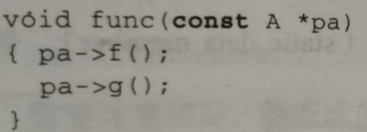 void func(const A *pa)
{ pa->f();
pa->g();
}